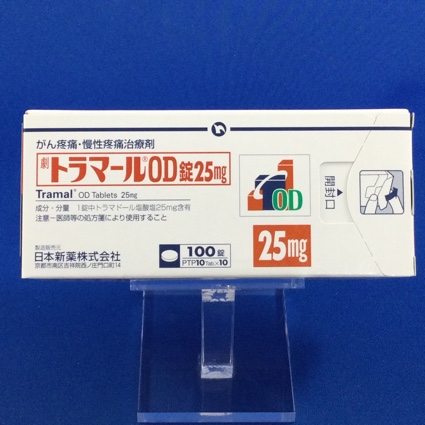 がん疼痛・慢性疼痛治療剤
劇 トラマール®OD錠25mg
Tramal® OD Tablets 25mg
成分・分量 1錠中トラマドール塩酸塩25mg含有
注意－医師等の処方箋により使用すること
OD
開封口
25mg
製造販売元
日本新薬株式会社
京都市南区吉祥院西ノ庄門口町14
100錠
PTP10Tab×10